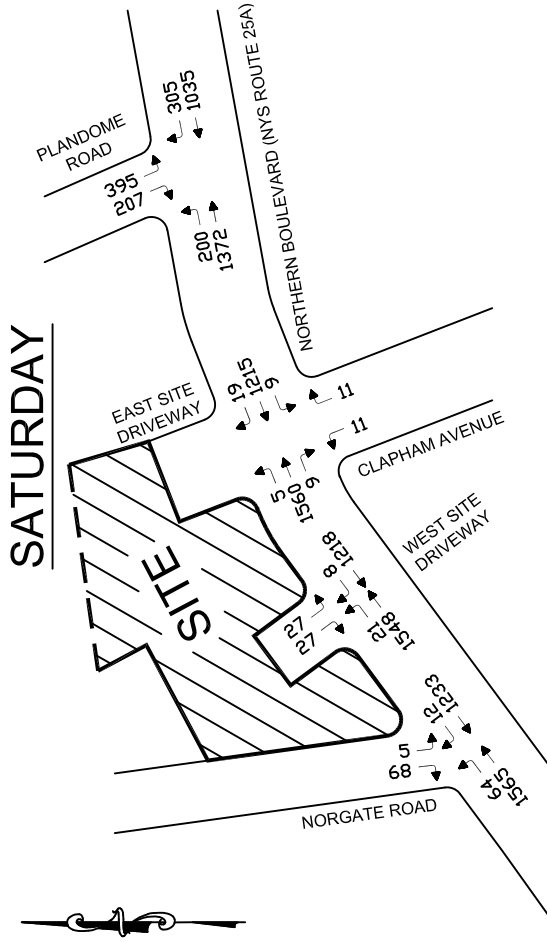 SATURDAY
PLANDOME
ROAD
305
1035
395
207
200
1372
NORTHERN BOULEVARD (NYS ROUTE 25A)
EAST SITE
DRIVEWAY
19
1215
9
11
11
5
1560
9
CLAPHAM AVENUE
WEST SITE
DRIVEWAY
8
1218
27
27
21
1548
SITE
12
1233
5
68
64
1565
NORGATE ROAD
N